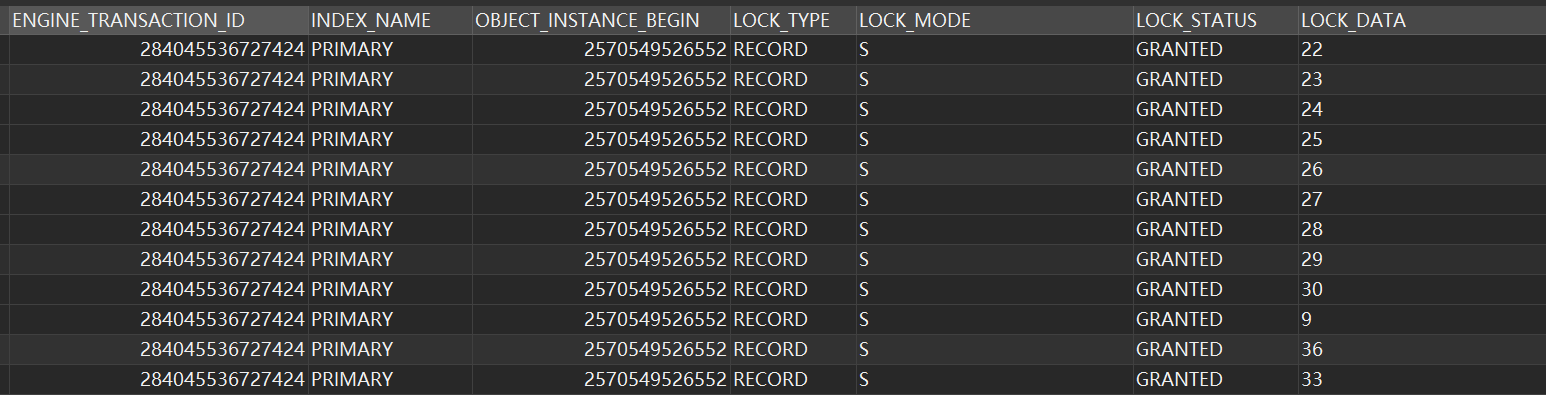 ENGINE_TRANSACTION_ID INDEX_NAME OBJECT_INSTANCE_BEGIN LOCK_TYPE LOCK_MODE LOCK_STATUS LOCK_DATA
284045536727424 PRIMARY 2570549526552 RECORD S GRANTED 22
284045536727424 PRIMARY 2570549526552 RECORD S GRANTED 23
284045536727424 PRIMARY 2570549526552 RECORD S GRANTED 24
284045536727424 PRIMARY 2570549526552 RECORD S GRANTED 25
284045536727424 PRIMARY 2570549526552 RECORD S GRANTED 26
284045536727424 PRIMARY 2570549526552 RECORD S GRANTED 27
284045536727424 PRIMARY 2570549526552 RECORD S GRANTED 28
284045536727424 PRIMARY 2570549526552 RECORD S GRANTED 29
284045536727424 PRIMARY 2570549526552 RECORD S GRANTED 30
284045536727424 PRIMARY 2570549526552 RECORD S GRANTED 9
284045536727424 PRIMARY 2570549526552 RECORD S GRANTED 36
284045536727424 PRIMARY 2570549526552 RECORD S GRANTED 33